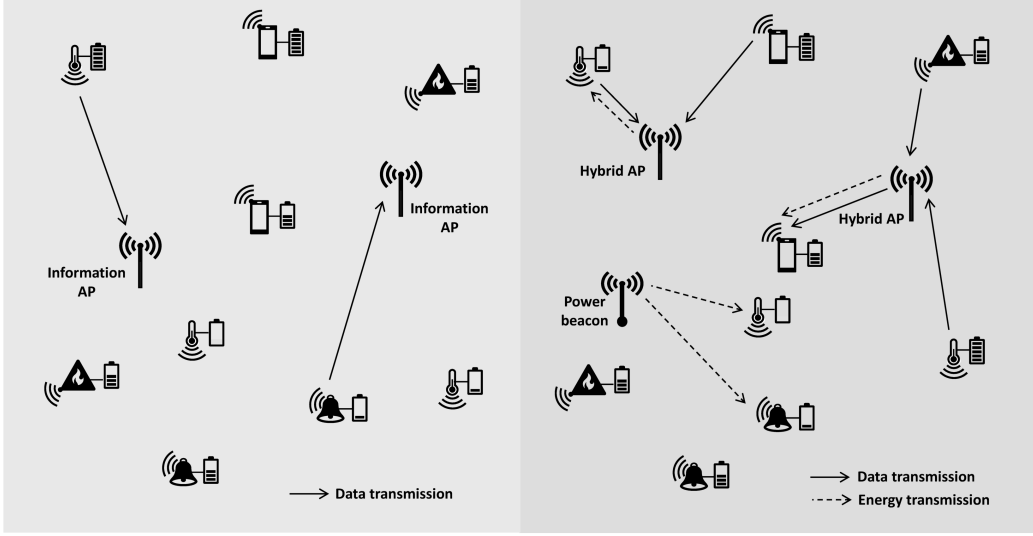 Information
AP
Information
AP
Data transmission
Hybrid AP
Hybrid AP
Power
beacon
Data transmission
Energy transmission